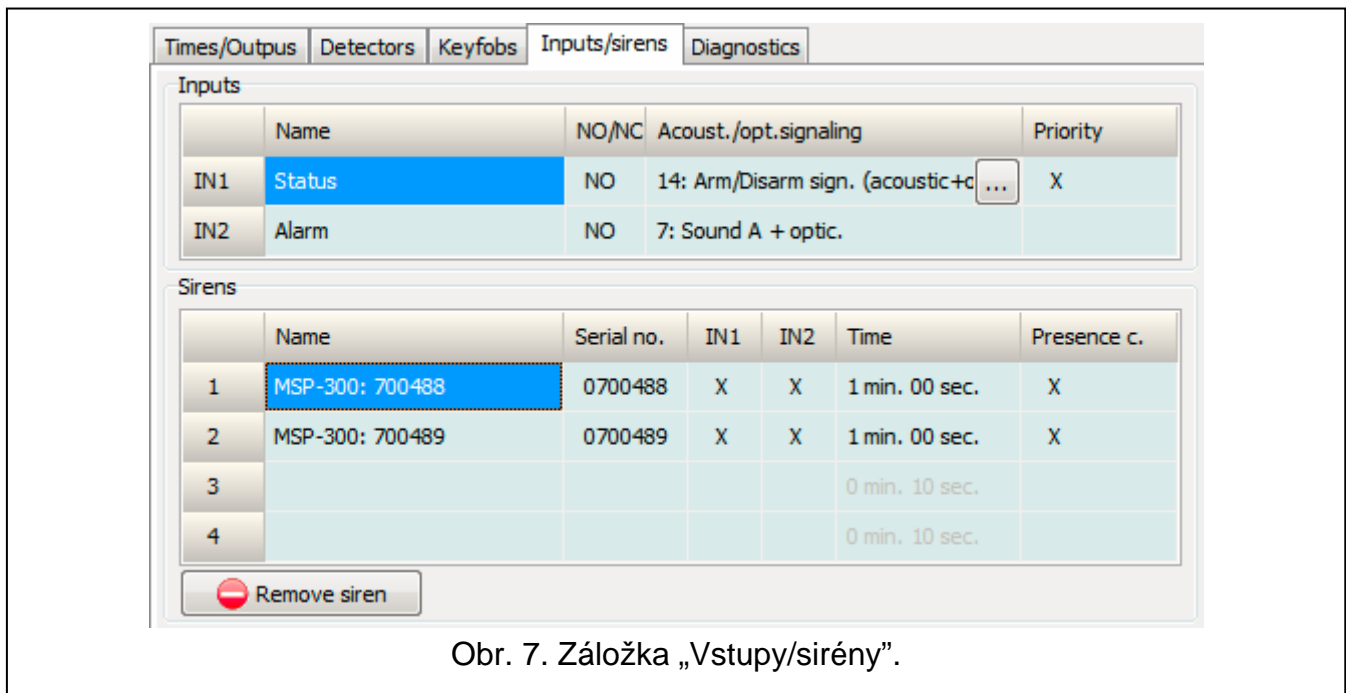 Times/Outpus Detectors Keyfobs Inputs/sirens Diagnostics
Inputs
Name NO/NC Acoust./opt.signaling Priority
IN1 Status NO 14: Arm/Disarm sign. (acoustic+ ... X
IN2 Alarm NO 7: Sound A + optic.
Sirens
Name Serial no. IN1 IN2 Time Presence c.
1 MSP-300: 700488 0700488 X X 1 min. 00 sec. X
2 MSP-300: 700489 0700489 X X 1 min. 00 sec. X
3 0 min. 10 sec.
4 0 min. 10 sec.
Remove siren
Obr. 7. Záložka „Vstupy/sirény”.